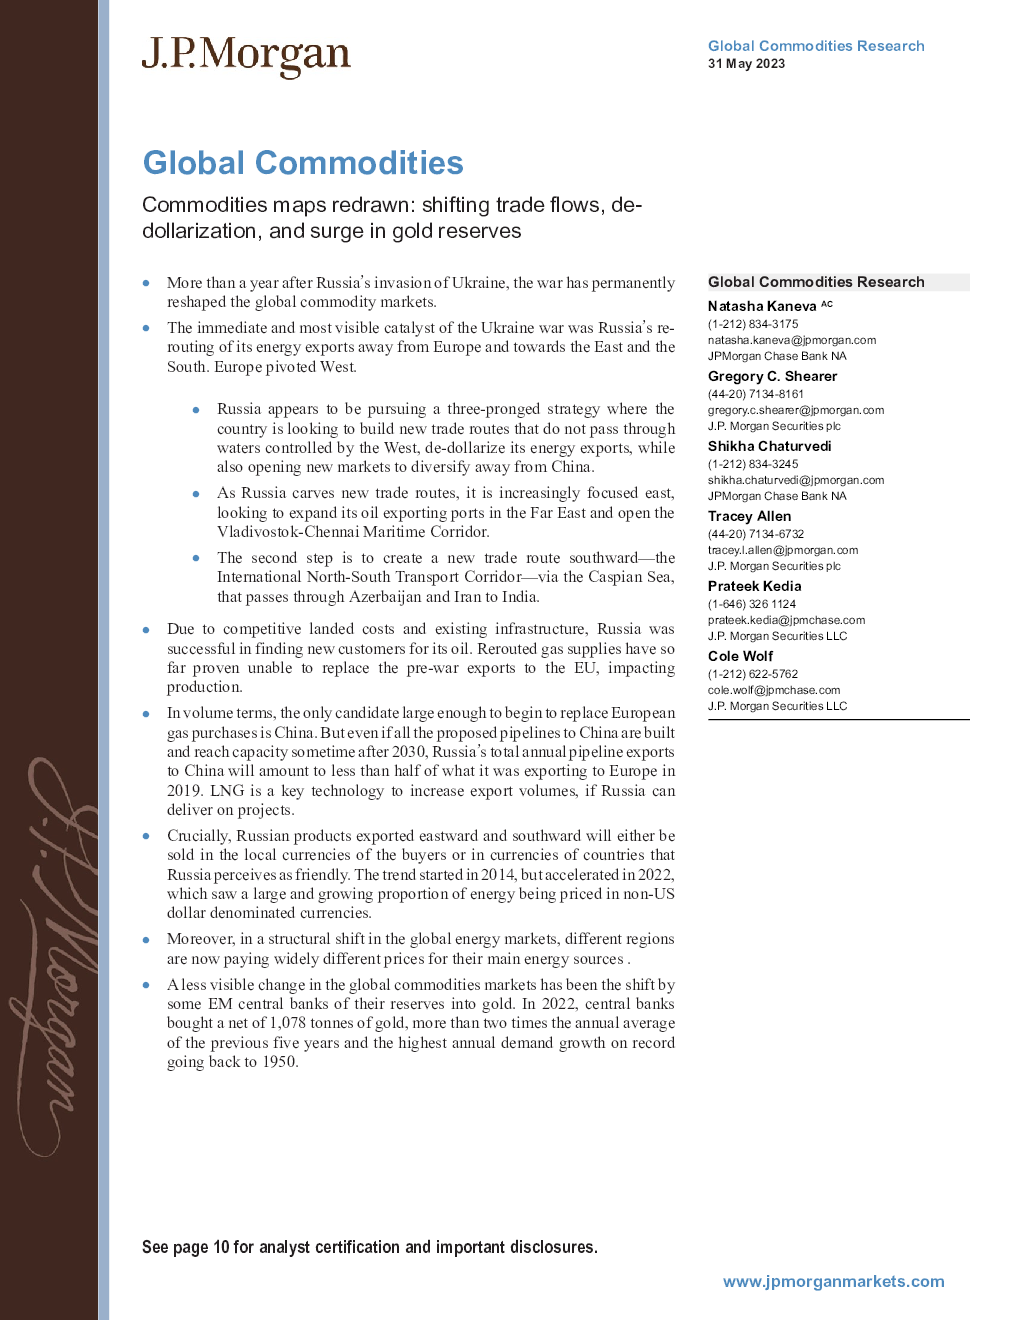 J.P.Morgan
Global Commodities Research
31 May 2023
Global Commodities
Commodities maps redrawn: shifting trade flows, de-
dollarization, and surge in gold reserves
• More than a year after Russia's invasion of Ukraine, the war has permanently
reshaped the global commodity markets.
• The immediate and most visible catalyst of the Ukraine war was Russia's re-
routing of its energy exports away from Europe and towards the East and the
South. Europe pivoted West.
• Russia appears to be pursuing a three-pronged strategy where the
country is looking to build new trade routes that do not pass through
waters controlled by the West, de-dollarize its energy exports, while
also opening new markets to diversify away from China.
• As Russia carves new trade routes, it is increasingly focused east,
looking to expand its oil exporting ports in the Far East and open the
Vladivostok-Chennai Maritime Corridor.
• The second step is to create a new trade route southward—the
International North-South Transport Corridor—via the Caspian Sea,
that passes through Azerbaijan and Iran to India.
• Due to competitive landed costs and existing infrastructure, Russia was
successful in finding new customers for its oil. Rerouted gas supplies have so
far proven unable to replace the pre-war exports to the EU, impacting
production.
• In volume terms, the only candidate large enough to begin to replace European
gas purchases is China. But even if all the proposed pipelines to China are built
and reach capacity sometime after 2030, Russia's total annual pipeline exports
to China will amount to less than half of what it was exporting to Europe in
2019. LNG is a key technology to increase export volumes, if Russia can
deliver on projects.
• Crucially, Russian products exported eastward and southward will either be
sold in the local currencies of the buyers or in currencies of countries that
Russia perceives as friendly. The trend started in 2014, but accelerated in 2022,
which saw a large and growing proportion of energy being priced in non-US
dollar denominated currencies.
• Moreover, in a structural shift in the global energy markets, different regions
are now paying widely different prices for their main energy sources .
• A less visible change in the global commodities markets has been the shift by
some EM central banks of their reserves into gold. In 2022, central banks
bought a net of 1,078 tonnes of gold, more than two times the annual average
of the previous five years and the highest annual demand growth on record
going back to 1950.
Global Commodities Research
Natasha Kaneva AC
(1-212) 834-3175
natasha.kaneva@jpmorgan.com
JPMorgan Chase Bank NA
Gregory C. Shearer
(44-20) 7134-8161
gregory.c.shearer@jpmorgan.com
J.P. Morgan Securities plc
Shikha Chaturvedi
(1-212) 834-3245
shikha.chaturvedi@jpmorgan.com
JPMorgan Chase Bank NA
Tracey Allen
(44-20) 7134-6732
tracey.l.allen@jpmorgan.com
J.P. Morgan Securities plc
Prateek Kedia
(1-646) 326 1124
prateek.kedia@jpmchase.com
J.P. Morgan Securities LLC
Cole Wolf
(1-212) 622-5762
cole.wolf@jpmchase.com
J.P. Morgan Securities LLC
J.P. Morgan
See page 10 for analyst certification and important disclosures.
www.jpmorganmarkets.com